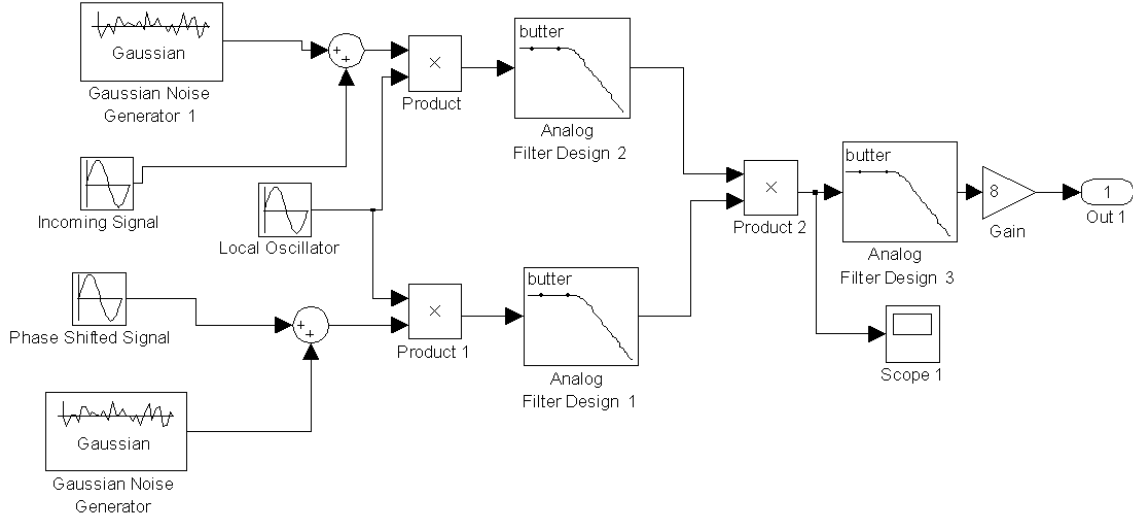 Gaussian
Gaussian Noise
Generator 1
+
+
×
Product
butter
Analog
Filter Design 2
Incoming Signal
Local Oscillator
×
Product 2
butter
Analog
Filter Design 3
8
Gain
1
Out 1
Phase Shifted Signal
+
+
×
Product 1
butter
Analog
Filter Design 1
Scope 1
Gaussian
Gaussian Noise
Generator